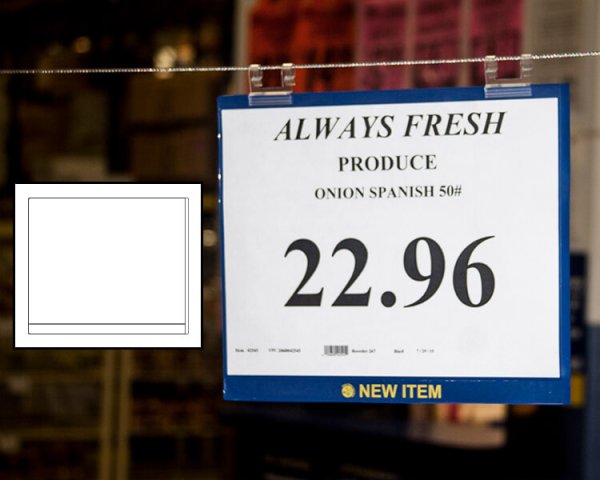 ALWAYS FRESH
PRODUCE
ONION SPANISH 50#
22.96
NEW ITEM